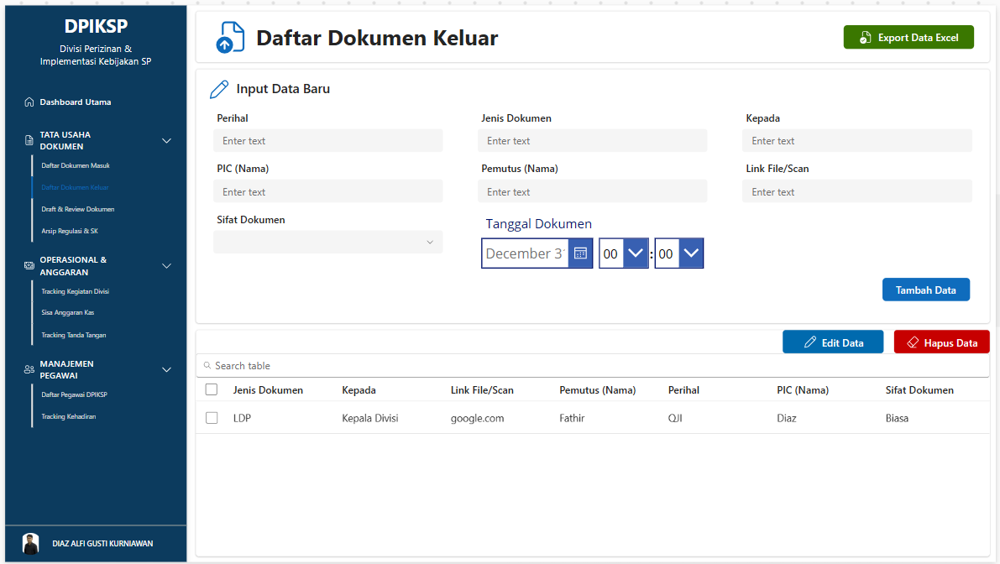 DPIKSP
Divisi Perizinan &
Implementasi Kebijakan SP
Dashboard Utama
TATA USAHA
DOKUMEN
Daftar Dokumen Masuk
Daftar Dokumen Keluar
Draft & Review Dokumen
Arsip Regulasi & SK
OPERASIONAL &
ANGGARAN
Tracking Kegiatan Divisi
Sisa Anggaran Kas
Tracking Tanda Tangan
MANAJEMEN
PEGAWAI
Daftar Pegawai DPIKSP
Tracking Kehadiran
DIAZ ALFI GUSTI KURNIAWAN
Daftar Dokumen Keluar
Export Data Excel
Input Data Baru
Perihal Jenis Dokumen Kepada
Enter text Enter text Enter text
PIC (Nama) Pemutus (Nama) Link File/Scan
Enter text Enter text Enter text
Sifat Dokumen Tanggal Dokumen
December 31 00 : 00
Tambah Data
Edit Data Hapus Data
Search table
Jenis Dokumen Kepada Link File/Scan Pemutus (Nama) Perihal PIC (Nama) Sifat Dokumen
LDP Kepala Divisi google.com Fathir QJI Diaz Biasa